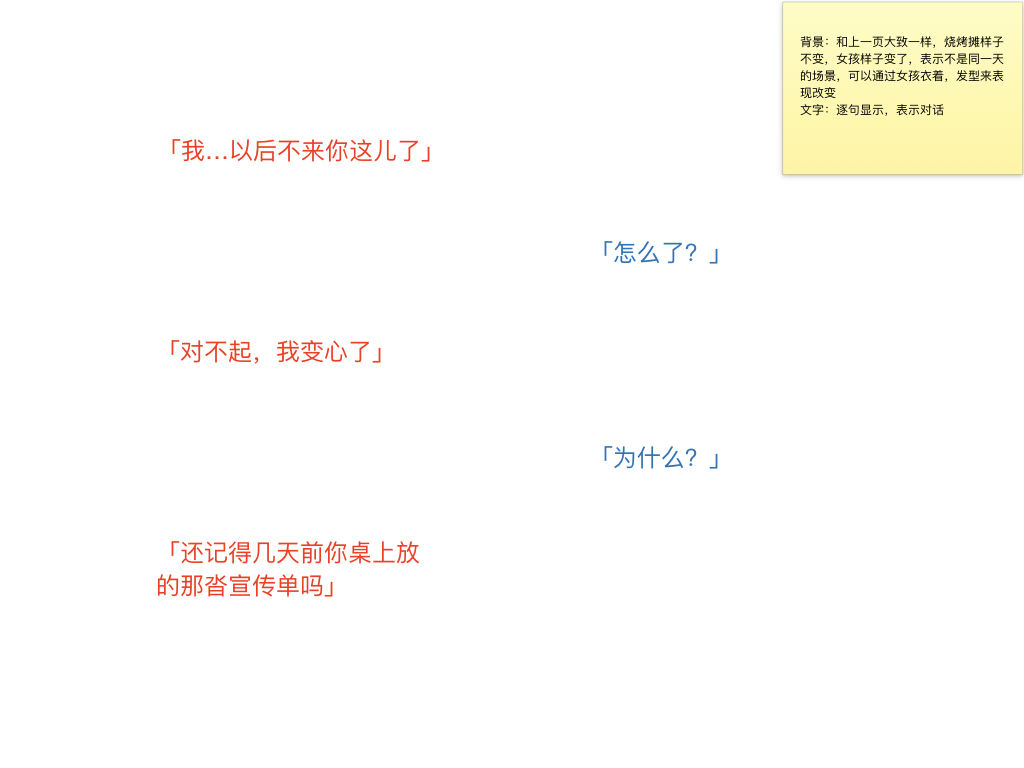 背景：和上一页大致一样，烧烤摊样子
不变，女孩样子变了，表示不是同一天
的场景，可以通过女孩衣着，发型来表
现改变
文字：逐句显示，表示对话
「我…以后不来你这儿了」
「怎么了？」
「对不起，我变心了」
「为什么？」
「还记得几天前你桌上放
的那沓宣传单吗」